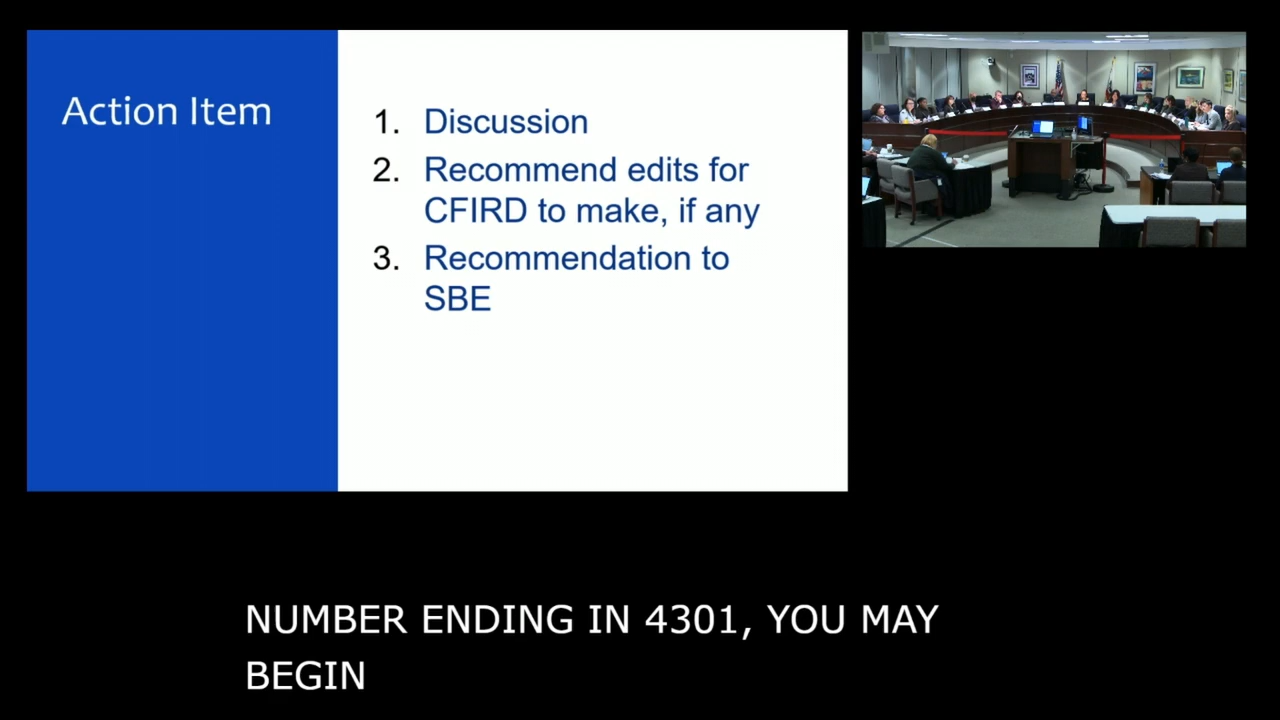 Action Item
1. Discussion
2. Recommend edits for
CFIRD to make, if any
3. Recommendation to
SBE
NUMBER ENDING IN 4301, YOU MAY
BEGIN